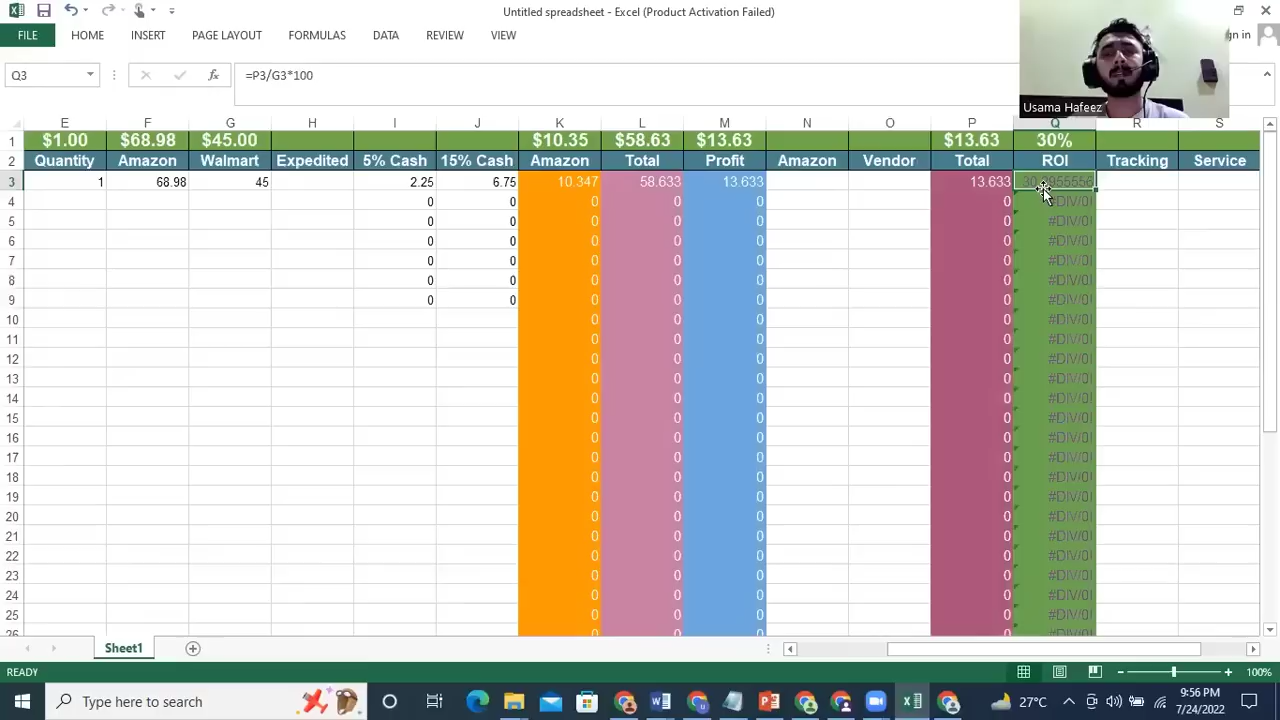 Untitled spreadsheet - Excel (Product Activation Failed)
FILE HOME INSERT PAGE LAYOUT FORMULAS DATA REVIEW VIEW
Q3 fx =P3/G3*100
Usama Hafeez
E F G H I J K L M N O P Q R S
1 $1.00 $68.98 $45.00 $10.35 $58.63 $13.63 $13.63 30%
2 Quantity Amazon Walmart Expedited 5% Cash 15% Cash Amazon Total Profit Amazon Vendor Total ROI Tracking Service
3 1 68.98 45 2.25 6.75 10.347 58.633 13.633 13.633
4 0 0 0 0 0 0 #DIV/0!
5 0 0 0 0 0 0 #DIV/0!
6 0 0 0 0 0 0 #DIV/0!
7 0 0 0 0 0 0 #DIV/0!
8 0 0 0 0 0 0 #DIV/0!
9 0 0 0 0 0 0 #DIV/0!
10 0 0 0 0 #DIV/0!
11 0 0 0 0 #DIV/0!
12 0 0 0 0 #DIV/0!
13 0 0 0 0 #DIV/0!
14 0 0 0 0 #DIV/0!
15 0 0 0 0 #DIV/0!
16 0 0 0 0 #DIV/0!
17 0 0 0 0 #DIV/0!
18 0 0 0 0 #DIV/0!
19 0 0 0 0 #DIV/0!
20 0 0 0 0 #DIV/0!
21 0 0 0 0 #DIV/0!
22 0 0 0 0 #DIV/0!
23 0 0 0 0 #DIV/0!
24 0 0 0 0 #DIV/0!
25 0 0 0 0 #DIV/0!
26 0 0 0 0 #DIV/0!
Sheet1
READY 100%
Type here to search 27°C 9:56 PM
7/24/2022